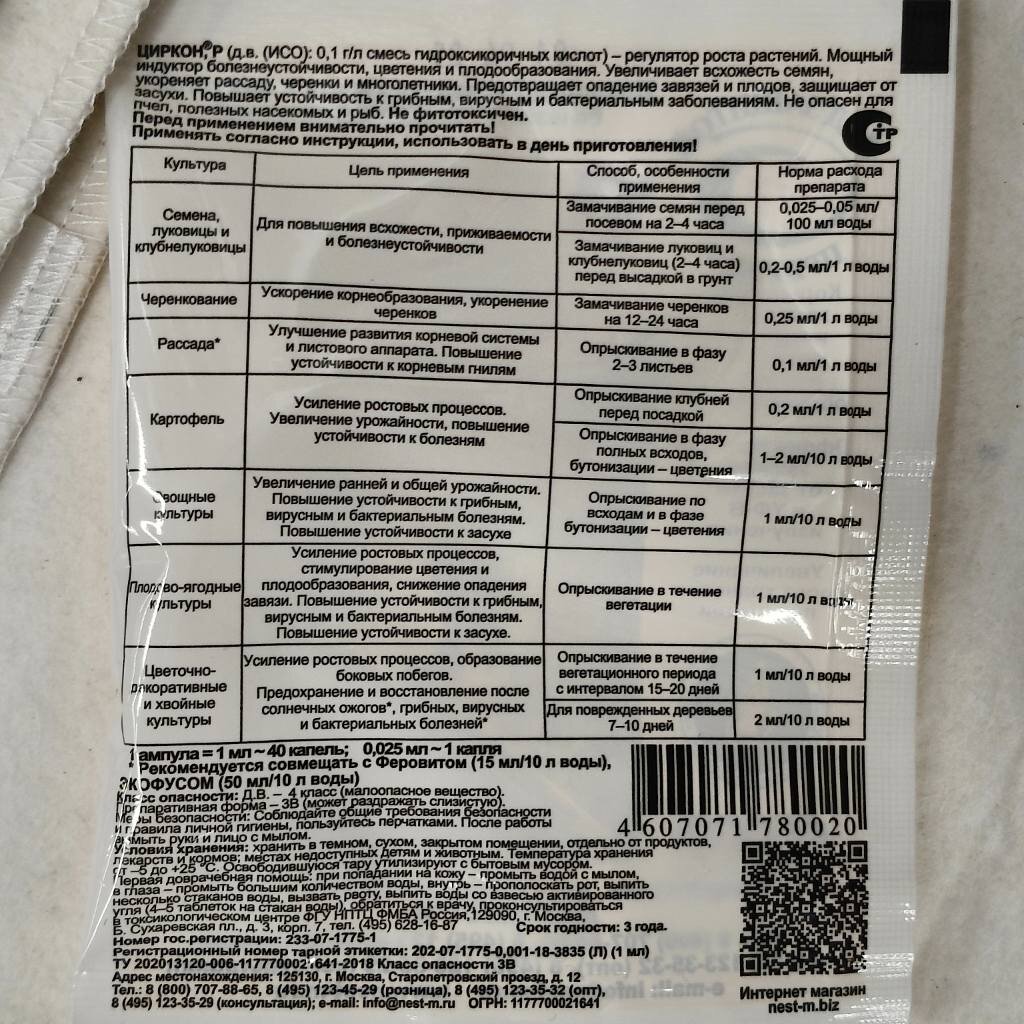 ЦИРКОН,®Р (д.в. (ИСО): 0,1 г/л смесь гидроксикоричных кислот) – регулятор роста растений. Мощный
индуктор болезнеустойчивости, цветения и плодообразования. Увеличивает всхожесть семян,
укореняет рассаду, черенки и многолетники. Предотвращает опадение завязей и плодов, защищает от
засухи. Повышает устойчивость к грибным, вирусным и бактериальным заболеваниям. Не опасен для
пчел, полезных насекомых и рыб. Не фитотоксичен.
Перед применением внимательно прочитать!
Применять согласно инструкции, использовать в день приготовления!
СТР
Культура
Цель применения
Способ, особенности
применения
Норма расхода
препарата
Семена,
луковицы и
клубнелуковицы
Для повышения всхожести, приживаемости
и болезнеустойчивости
Замачивание семян перед
посевом на 2–4 часа
0,025–0,05 мл/
100 мл воды
Замачивание луковиц и
клубнелуковиц (2–4 часа)
перед высадкой в грунт
0,2-0,5 мл/1 л воды
Черенкование
Ускорение корнеобразования, укоренение
черенков
Замачивание черенков
на 12–24 часа
0,25 мл/1 л воды
Рассада*
Улучшение развития корневой системы
и листового аппарата. Повышение
устойчивости к корневым гнилям
Опрыскивание в фазу
2–3 листьев
0,1 мл/1 л воды
Картофель
Усиление ростовых процессов.
Увеличение урожайности, повышение
устойчивости к болезням
Опрыскивание клубней
перед посадкой
0,2 мл/1 л воды
Опрыскивание в фазу
полных всходов,
бутонизации – цветения
1–2 мл/10 л воды
Овощные
культуры
Увеличение ранней и общей урожайности.
Повышение устойчивости к грибным,
вирусным и бактериальным болезням.
Повышение устойчивости к засухе
Опрыскивание по
всходам и в фазе
бутонизации – цветения
1 мл/10 л воды
Плодово-ягодные
культуры
Усиление ростовых процессов,
стимулирование цветения и
плодообразования, снижение опадения
завязи. Повышение устойчивости к грибным,
вирусным и бактериальным болезням.
Повышение устойчивости к засухе.
Опрыскивание в течение
вегетации
1 мл/10 л воды
Цветочно-
декоративные
и хвойные
культуры
Усиление ростовых процессов, образование
боковых побегов.
Предохранение и восстановление после
солнечных ожогов*, грибных, вирусных
и бактериальных болезней*
Опрыскивание в течение
вегетационного периода
с интервалом 15–20 дней
1 мл/10 л воды
Для поврежденных деревьев
7–10 дней
2 мл/10 л воды
1 ампула = 1 мл ~ 40 капель; 0,025 мл ~ 1 капля
* Рекомендуется совмещать с Феровитом (15 мл/10 л воды),
ЭКОФУСОМ (50 мл/10 л воды)
Класс опасности: Д.В. – 4 класс (малоопасное вещество).
Препаративная форма – 3В (может раздражать слизистую).
Меры безопасности: Соблюдайте общие требования безопасности
и правила личной гигиены, пользуйтесь перчатками. После работы
вымыть руки и лицо с мылом.
Условия хранения: хранить в темном, сухом, закрытом помещении, отдельно от продуктов,
лекарств и кормов; местах недоступных детям и животным. Температура хранения
от –5 до +25 °С. Освободившуюся тару утилизируют с бытовым мусором.
Первая доврачебная помощь: при попадании на кожу – промыть водой с мылом,
в глаза – промыть большим количеством воды, внутрь – прополоскать рот, выпить
несколько стаканов воды, вызвать рвоту, выпить воды со взвесью активированного
угля (4–5 таблеток на стакан воды), обратиться к врачу, проконсультироваться
в токсикологическом центре ФГУ НПТЦ ФМБА Россия,129090, г. Москва,
Б. Сухаревская пл., д. 3, корп. 7, тел. (495) 628-16-87 Срок годности: 3 года.
Номер гос.регистрации: 233-07-1775-1
Регистрационный номер тарной этикетки: 202-07-1775-0,001-18-3835 (Л) (1 мл)
ТУ 202013120-006-1177700021641-2018 Класс опасности 3В
Адрес местонахождения: 125130, г. Москва, Старопетровский проезд, д. 12
Тел.: 8 (800) 707-88-65, 8 (495) 123-45-29 (розница), 8 (495) 123-35-32 (опт),
8 (495) 123-35-29 (консультация); e-mail: info@nest-m.ru ОГРН: 1177700021641
4 607071 780020
Интернет магазин
nest-m.biz